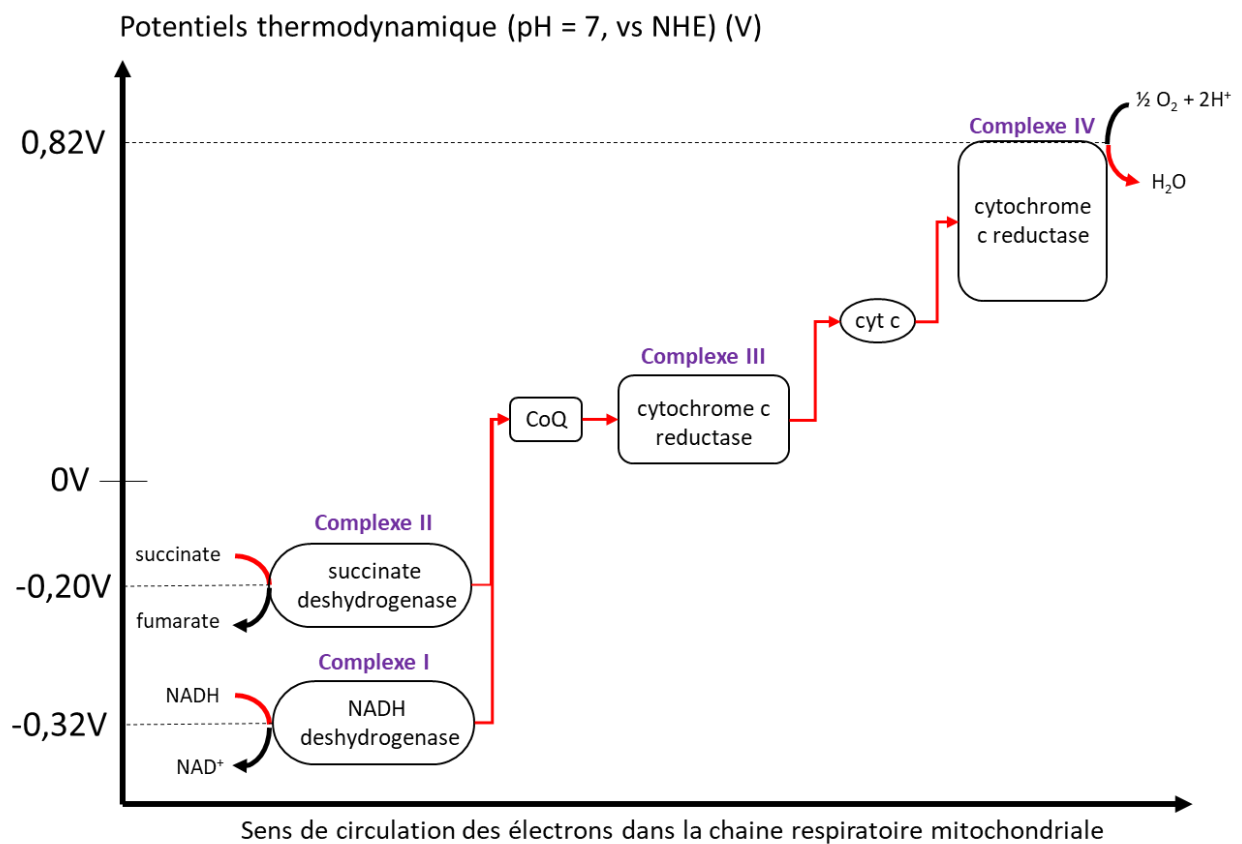 Potentiels thermodynamique (pH = 7, vs NHE) (V)
½ O₂ + 2H⁺
Complexe IV
0,82V
H₂O
cytochrome
c reductase
cyt c
Complexe III
CoQ
cytochrome c
reductase
0V
Complexe II
succinate
succinate
deshydrogenase
-0,20V
fumarate
Complexe I
NADH
NADH
deshydrogenase
-0,32V
NAD⁺
Sens de circulation des électrons dans la chaine respiratoire mitochondriale